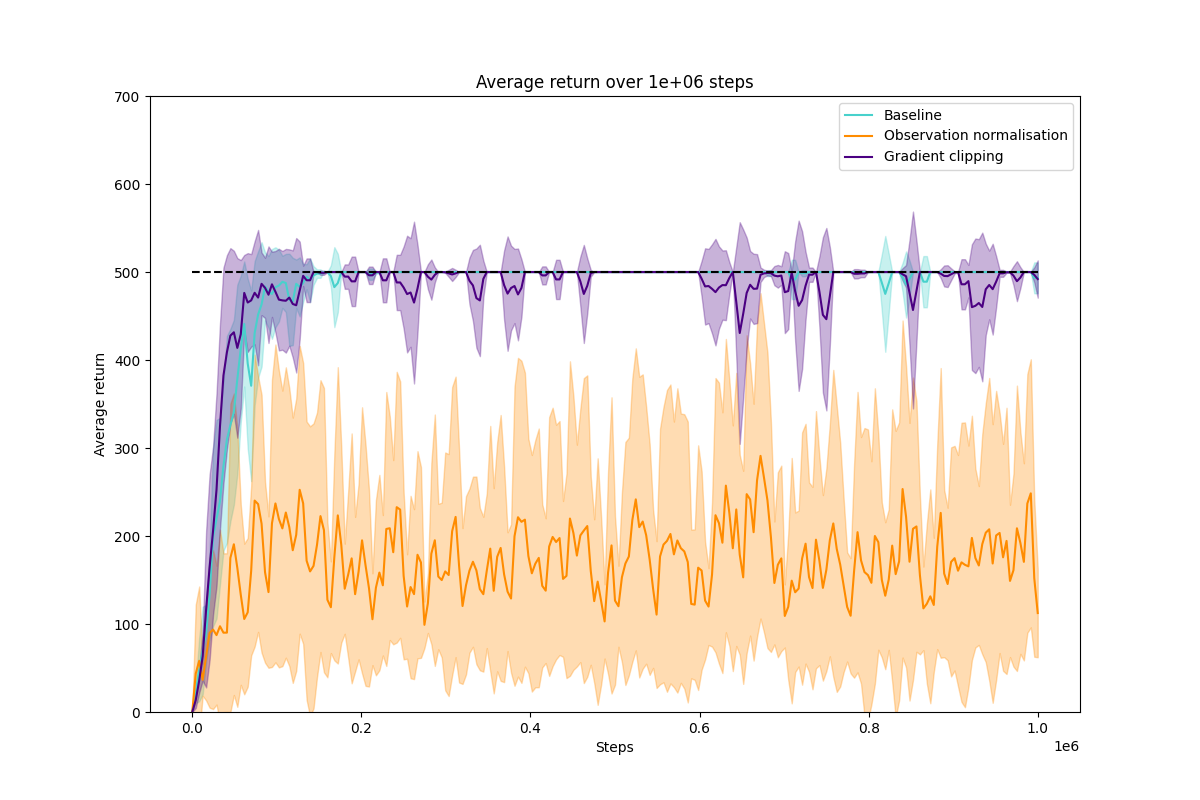 Average return over 1e+06 steps
Baseline
Observation normalisation
Gradient clipping
Average return
700
600
500
400
300
200
100
0
0.0 0.2 0.4 0.6 0.8 1.0
1e6
Steps